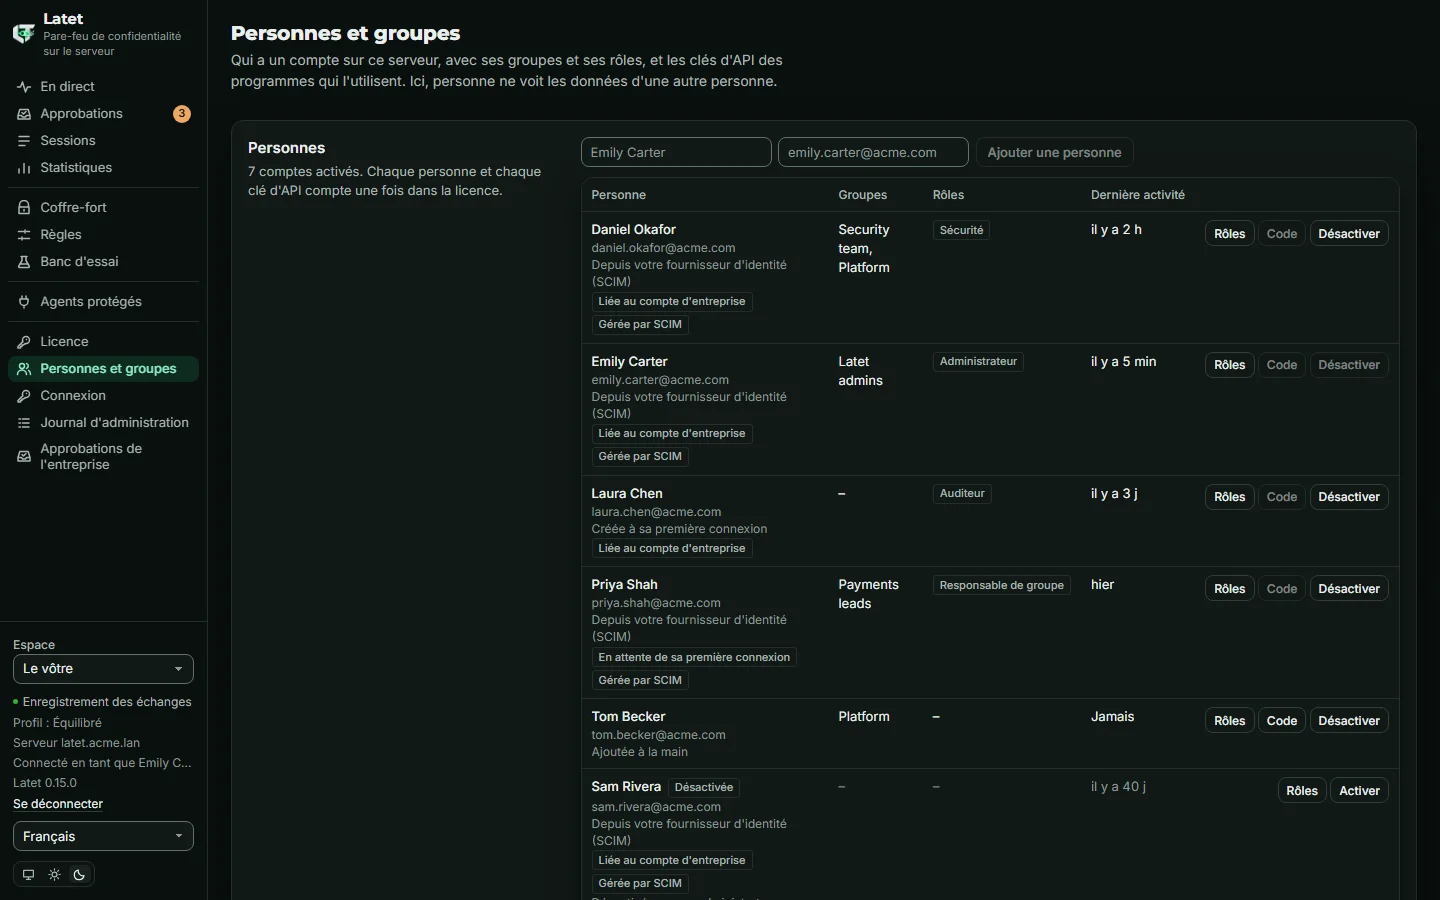 Latet
Pare-feu de confidentialité
sur le serveur
En direct
Approbations
3
Sessions
Statistiques
Coffre-fort
Règles
Banc d'essai
Agents protégés
Licence
Personnes et groupes
Connexion
Journal d'administration
Approbations de
l'entreprise
Espace
Le vôtre
Enregistrement des échanges
Profil : Équilibré
Serveur latet.acme.lan
Connecté en tant que Emily C...
Latet 0.15.0
Se déconnecter
Français
Personnes et groupes
Qui a un compte sur ce serveur, avec ses groupes et ses rôles, et les clés d'API des
programmes qui l'utilisent. Ici, personne ne voit les données d'une autre personne.
Personnes
7 comptes activés. Chaque personne et chaque
clé d'API compte une fois dans la licence.
Emily Carter
emily.carter@acme.com
Ajouter une personne
Personne Groupes Rôles Dernière activité
Daniel Okafor
daniel.okafor@acme.com
Depuis votre fournisseur d'identité
(SCIM)
Liée au compte d'entreprise
Gérée par SCIM
Security
team,
Platform
Sécurité
il y a 2 h
Rôles Code Désactiver
Emily Carter
emily.carter@acme.com
Depuis votre fournisseur d'identité
(SCIM)
Liée au compte d'entreprise
Gérée par SCIM
Latet
admins
Administrateur
il y a 5 min
Rôles Code Désactiver
Laura Chen
laura.chen@acme.com
Créée à sa première connexion
Liée au compte d'entreprise
–
Auditeur
il y a 3 j
Rôles Code Désactiver
Priya Shah
priya.shah@acme.com
Depuis votre fournisseur d'identité
(SCIM)
En attente de sa première connexion
Gérée par SCIM
Payments
leads
Responsable de groupe
hier
Rôles Code Désactiver
Tom Becker
tom.becker@acme.com
Ajoutée à la main
Platform
–
Jamais
Rôles Code Désactiver
Sam Rivera Désactivée
sam.rivera@acme.com
Depuis votre fournisseur d'identité
(SCIM)
Liée au compte d'entreprise
Gérée par SCIM
–
–
il y a 40 j
Rôles Activer